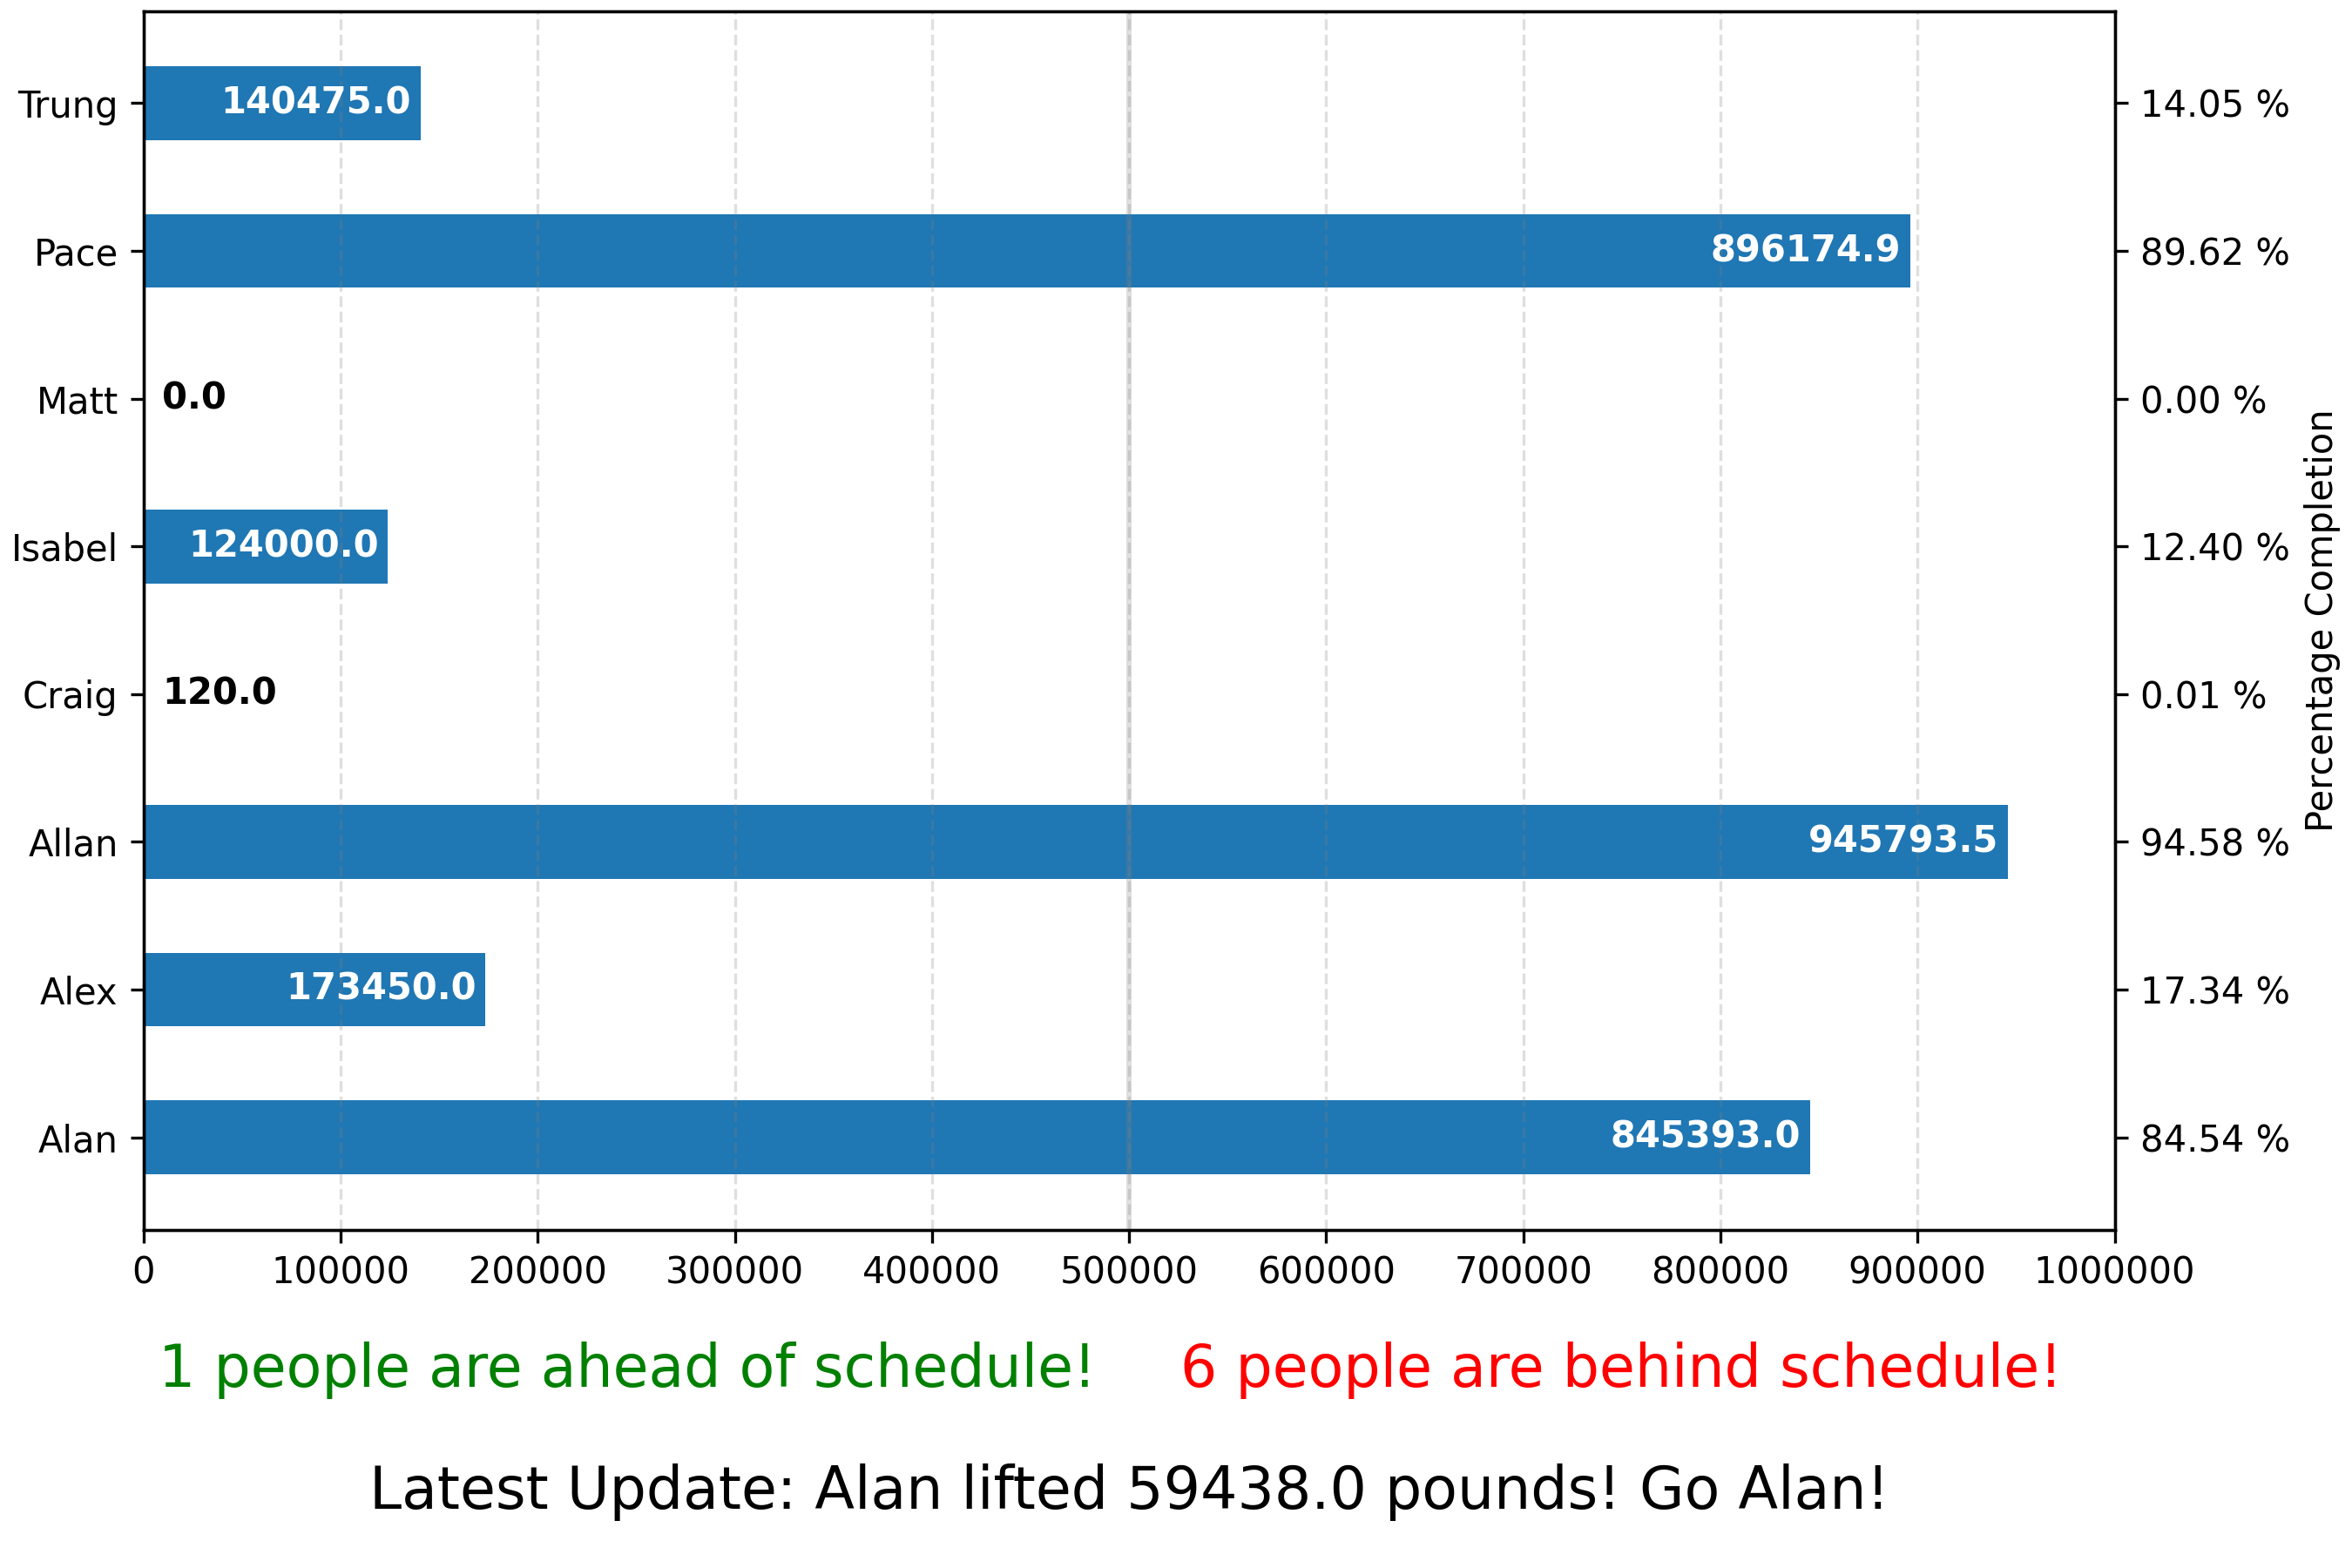 Trung 140475.0 14.05 %
Pace 896174.9 89.62 %
Matt 0.0 0.00 %
Isabel 124000.0 12.40 %
Craig 120.0 0.01 %
Allan 945793.5 94.58 %
Alex 173450.0 17.34 %
Alan 845393.0 84.54 %
Percentage Completion
0 100000 200000 300000 400000 500000 600000 700000 800000 900000 1000000
1 people are ahead of schedule! 6 people are behind schedule!
Latest Update: Alan lifted 59438.0 pounds! Go Alan!